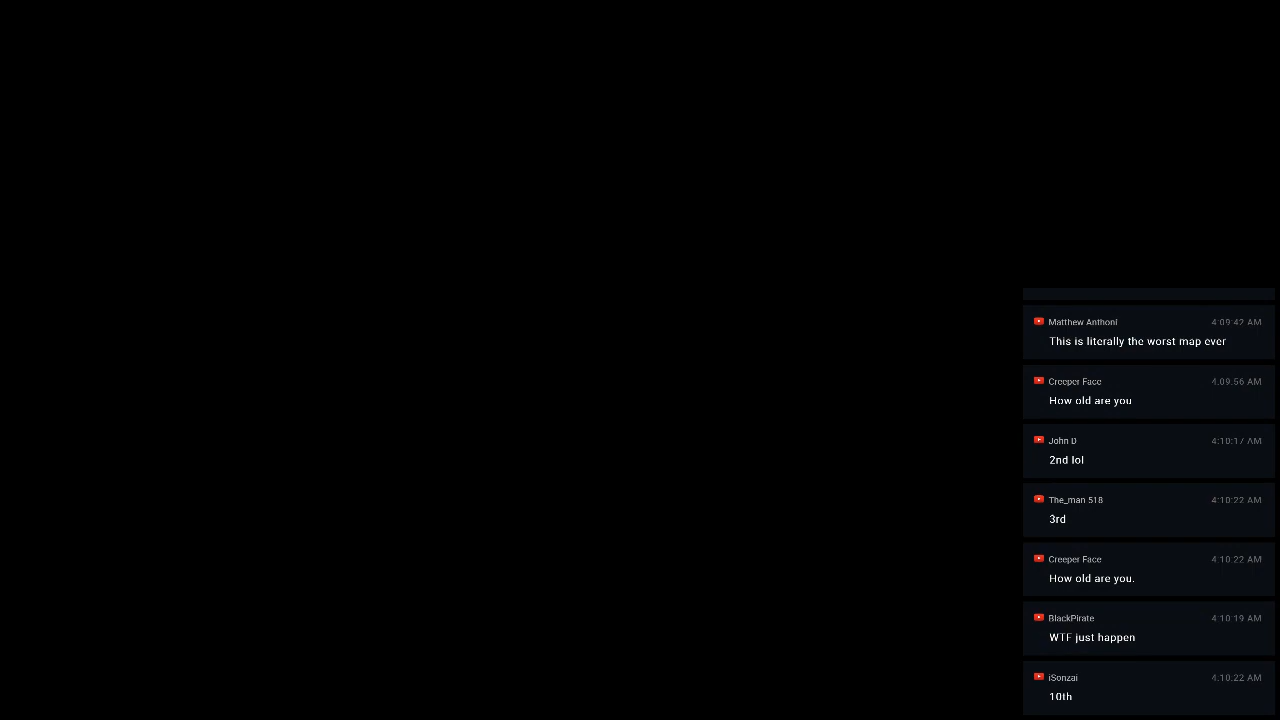 Matthew Anthoni 4:09:42 AM
This is literally the worst map ever
Creeper Face 4:09:56 AM
How old are you
John D 4:10:17 AM
2nd lol
The_man 518 4:10:22 AM
3rd
Creeper Face 4:10:22 AM
How old are you.
BlackPirate 4:10:19 AM
WTF just happen
iSonzai 4:10:22 AM
10th